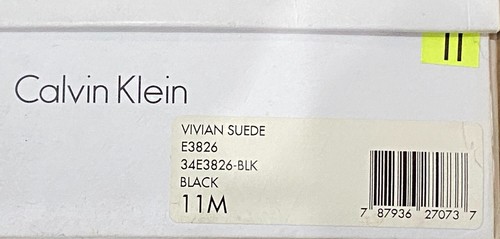 11
Calvin Klein
VIVIAN SUEDE
E3826
34E3826-BLK
BLACK
11M
7 87936 27073 7